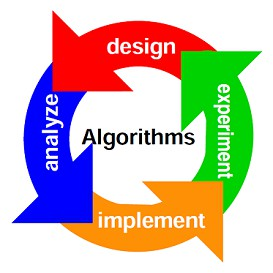 design
experiment
Algorithms
analyze
implement